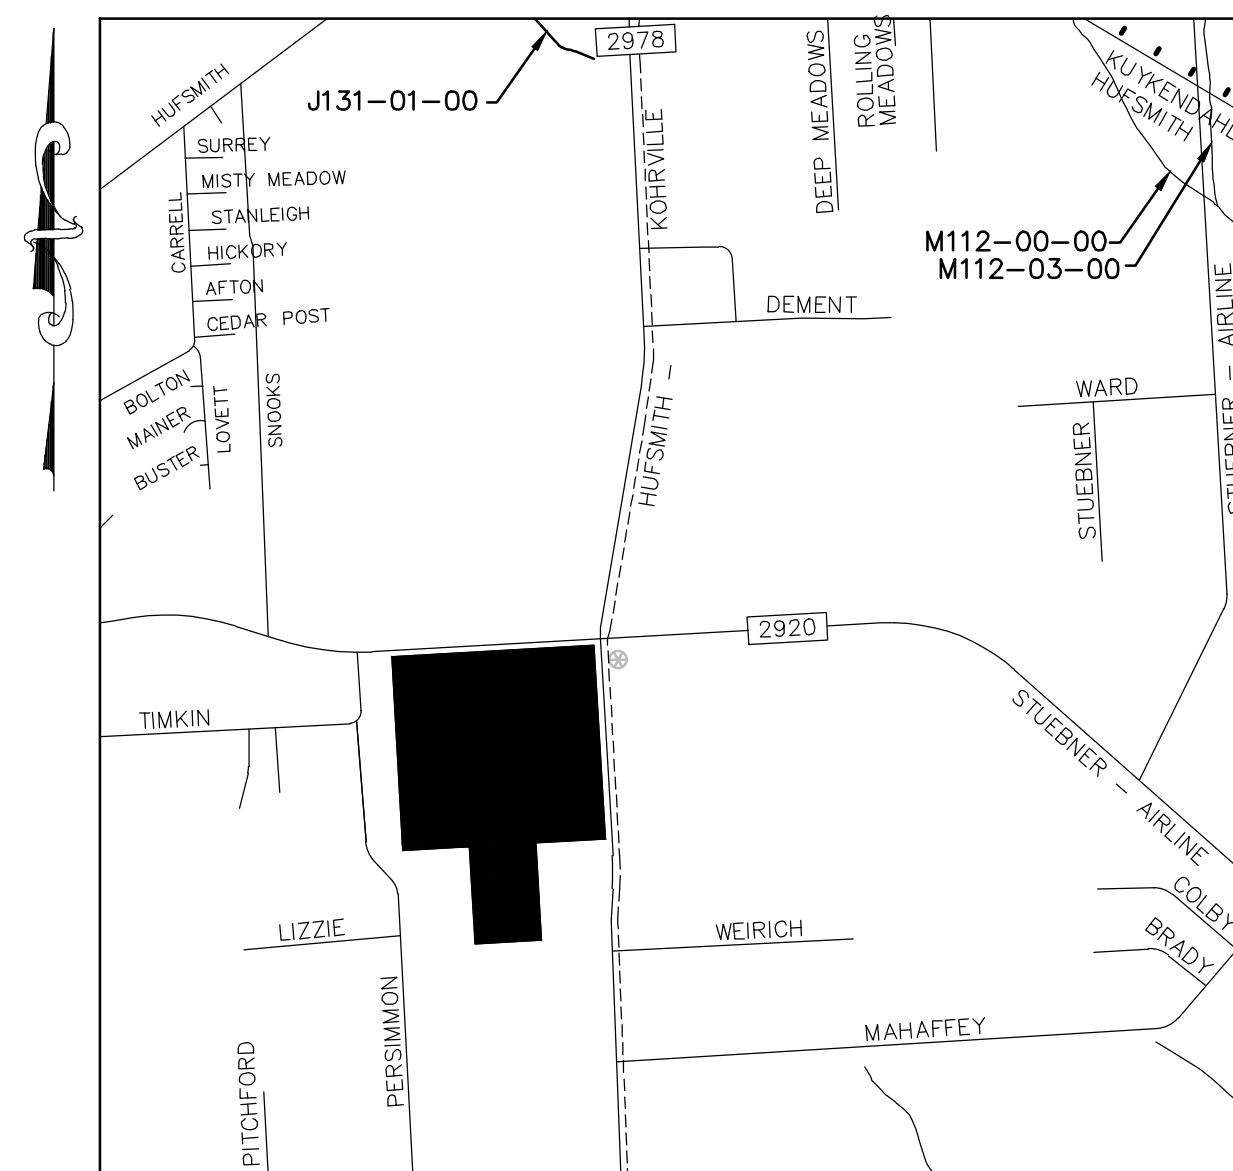 2978
J131-01-00
HUFSMITH
DEEP MEADOWS
ROLLING
MEADOWS
KUYKENDAHL
HUFSMITH
KOHRVILLE
SURREY
MISTY MEADOW
STANLEIGH
HICKORY
AFTON
CEDAR POST
CARRELL
M112-00-00
M112-03-00
DEMENT
STUEBNER - AIRLINE
BOLTON
MAINER
BUSTER
LOVETT
SNOOKS
HUFSMITH -
WARD
STUEBNER
2920
TIMKIN
STUEBNER - AIRLINE
COLBY
BRADY
LIZZIE
WEIRICH
PERSIMMON
MAHAFFEY
PITCHFORD